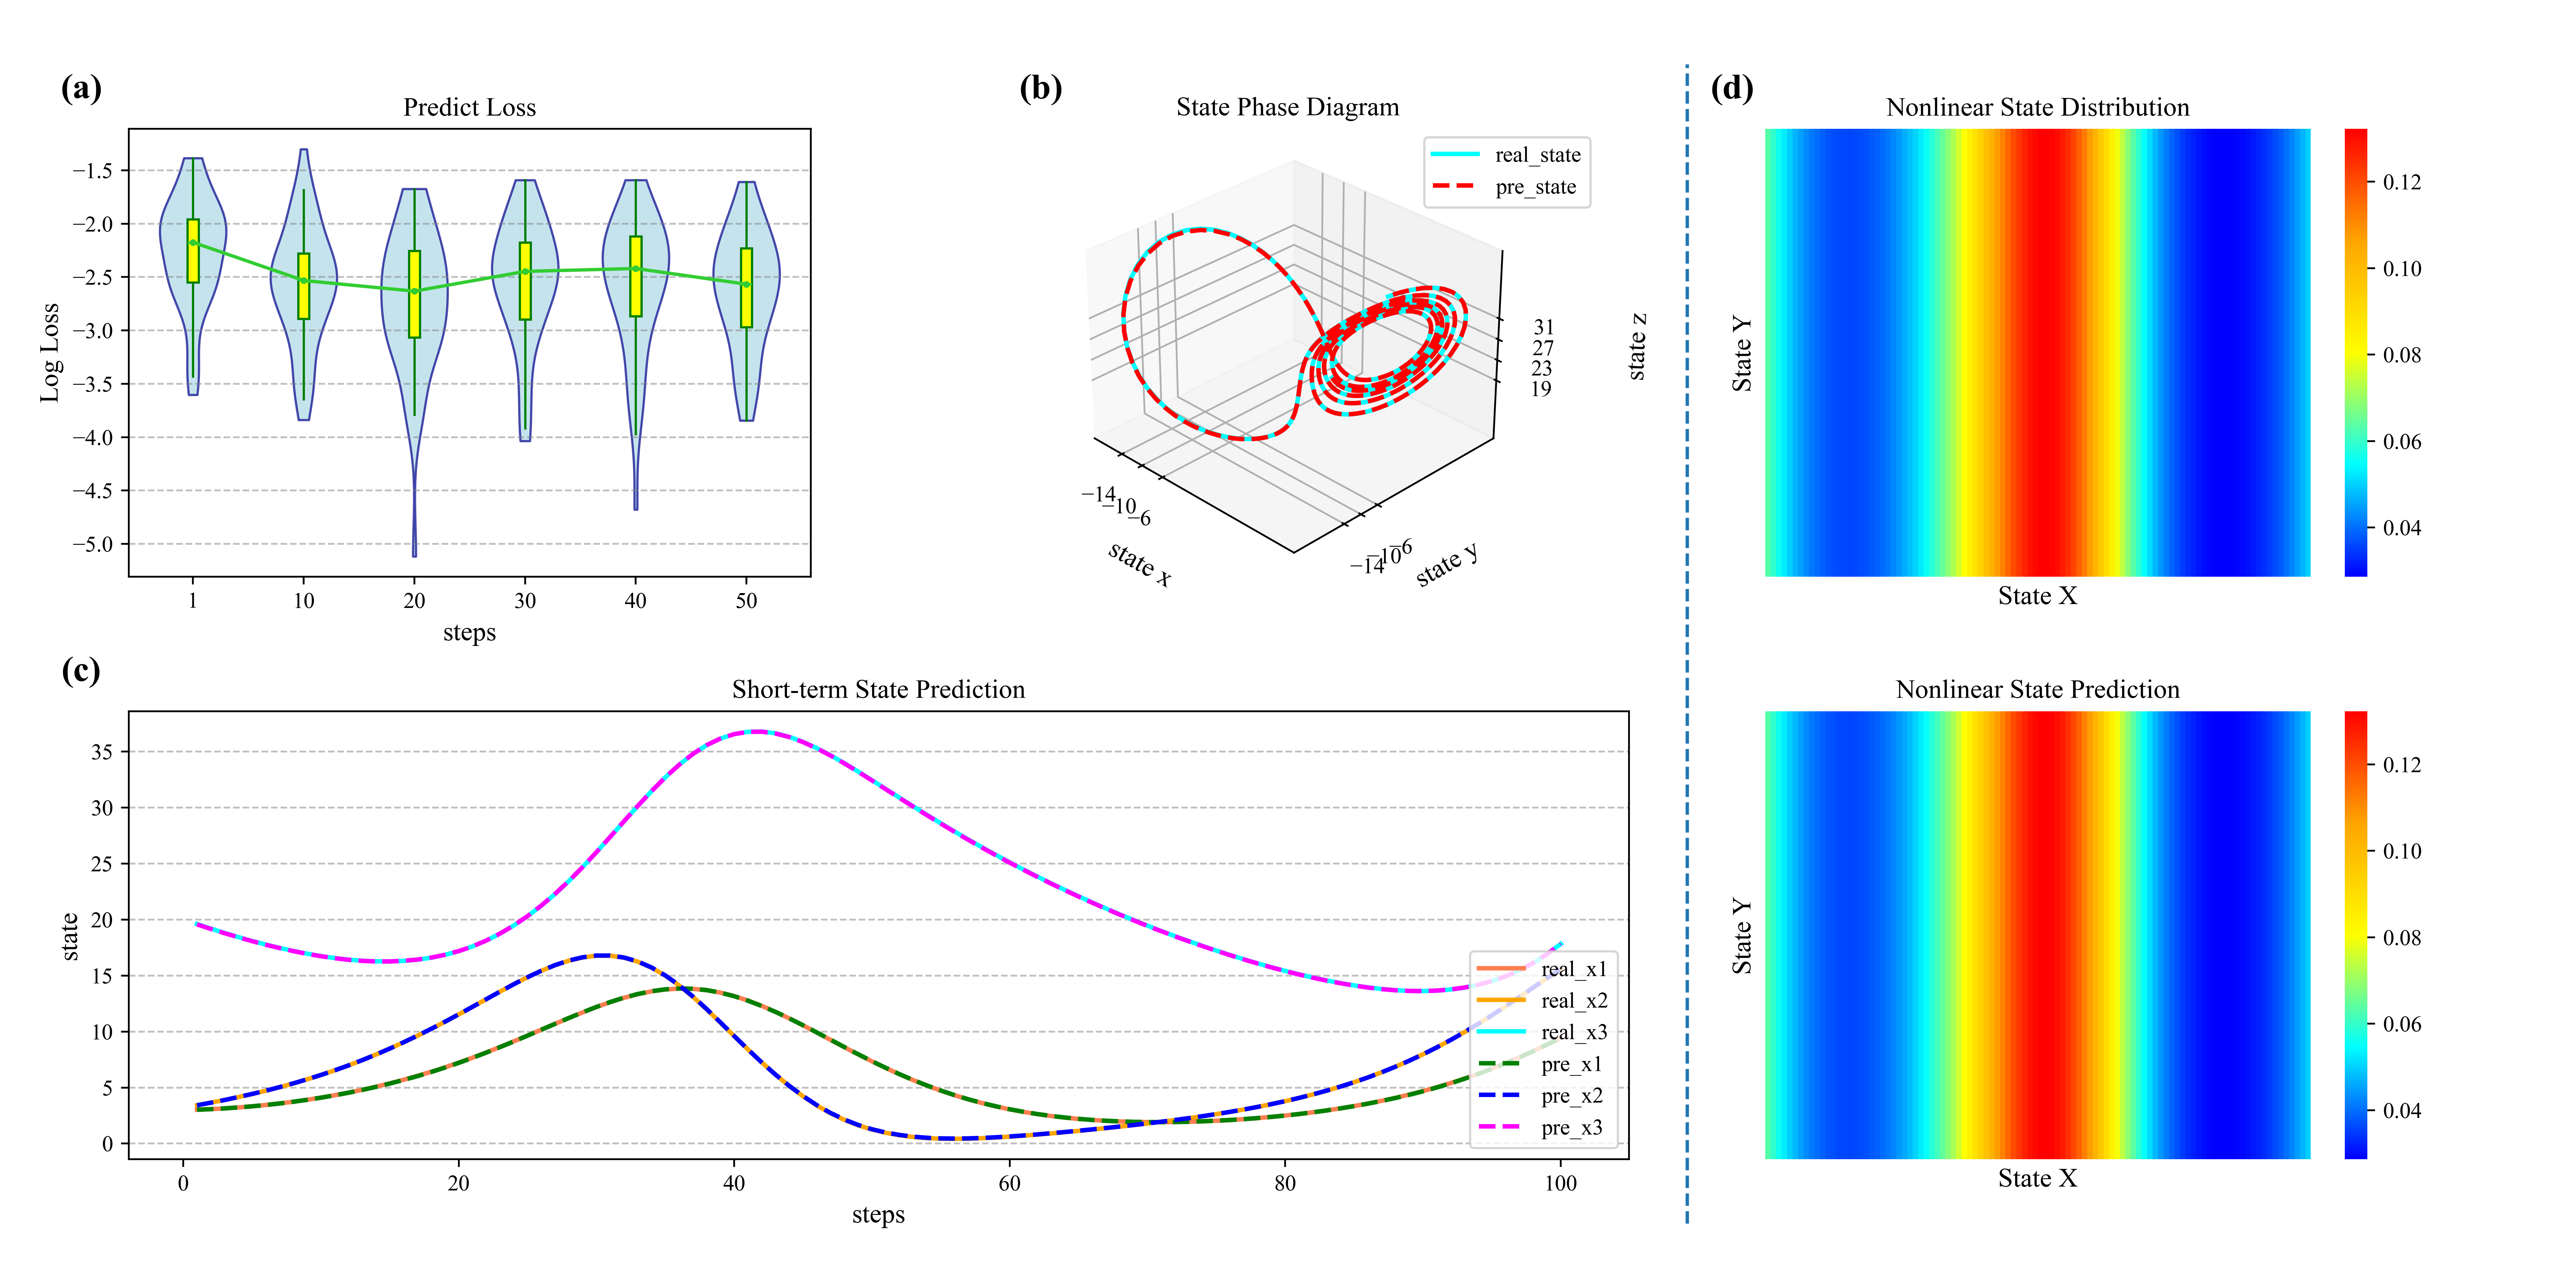 (a)
Predict Loss
Log Loss
−1.5
−2.0
−2.5
−3.0
−3.5
−4.0
−4.5
−5.0
1 10 20 30 40 50
steps
(b)
State Phase Diagram
real_state
pre_state
state z
31
27
23
19
−14
−10
−6
state x
−14
−10
−6
state y
(c)
Short-term State Prediction
state
35
30
25
20
15
10
5
0
real_x1
real_x2
real_x3
pre_x1
pre_x2
pre_x3
0 20 40 60 80 100
steps
(d)
Nonlinear State Distribution
State Y
State X
0.12
0.10
0.08
0.06
0.04
Nonlinear State Prediction
State Y
State X
0.12
0.10
0.08
0.06
0.04